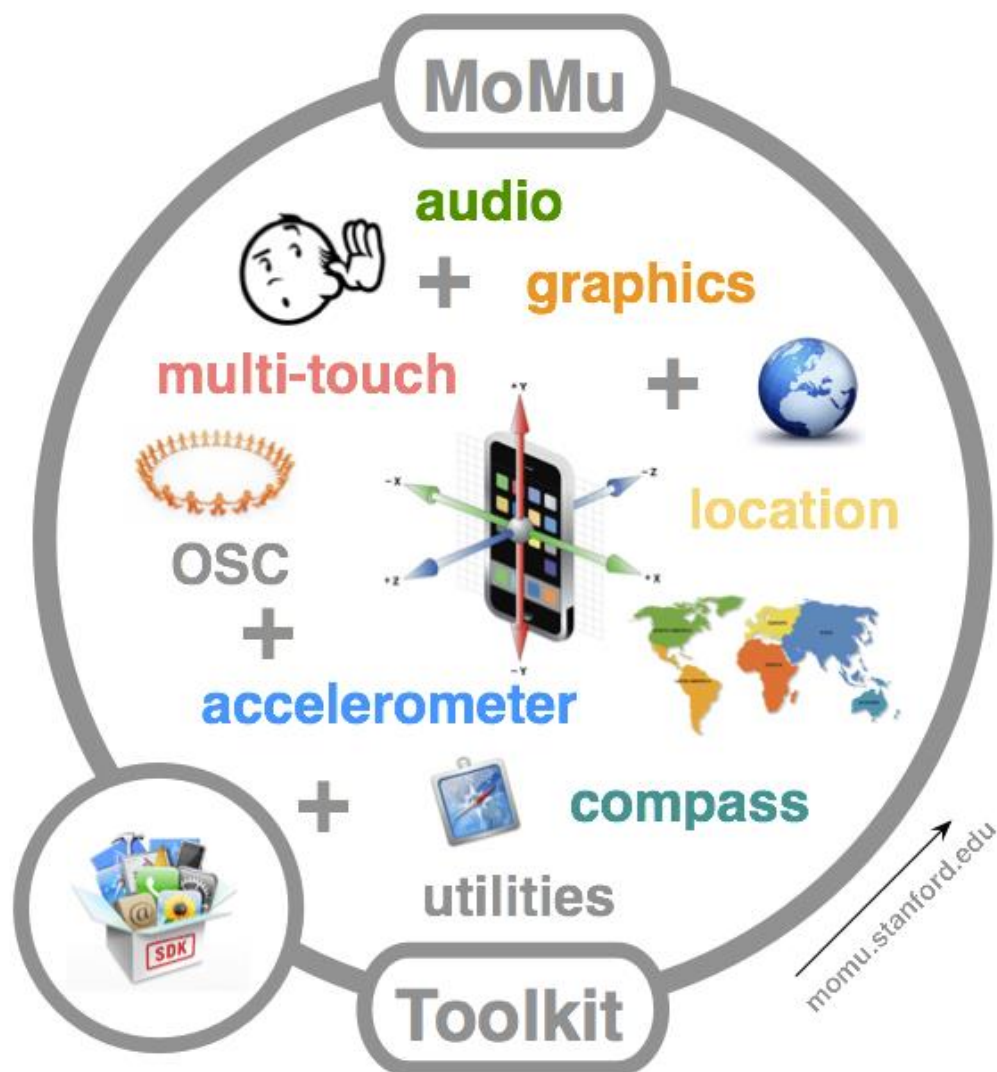 MoMu
audio
graphics
multi-touch
+Y
-X
-Z
location
OSC
+Z
+X
-Y
accelerometer
compass
utilities
SDK
@
Toolkit
momu.stanford.edu